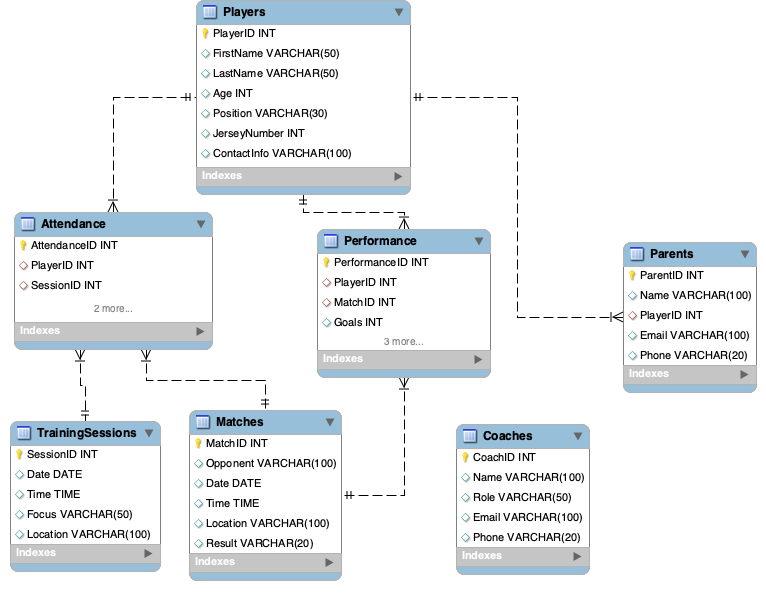 Players
PlayerID INT
FirstName VARCHAR(50)
LastName VARCHAR(50)
Age INT
Position VARCHAR(30)
JerseyNumber INT
ContactInfo VARCHAR(100)
Indexes
Attendance
AttendanceID INT
PlayerID INT
SessionID INT
2 more...
Indexes
Performance
PerformanceID INT
PlayerID INT
MatchID INT
Goals INT
3 more...
Indexes
Parents
ParentID INT
Name VARCHAR(100)
PlayerID INT
Email VARCHAR(100)
Phone VARCHAR(20)
Indexes
TrainingSessions
SessionID INT
Date DATE
Time TIME
Focus VARCHAR(50)
Location VARCHAR(100)
Indexes
Matches
MatchID INT
Opponent VARCHAR(100)
Date DATE
Time TIME
Location VARCHAR(100)
Result VARCHAR(20)
Indexes
Coaches
CoachID INT
Name VARCHAR(100)
Role VARCHAR(50)
Email VARCHAR(100)
Phone VARCHAR(20)
Indexes